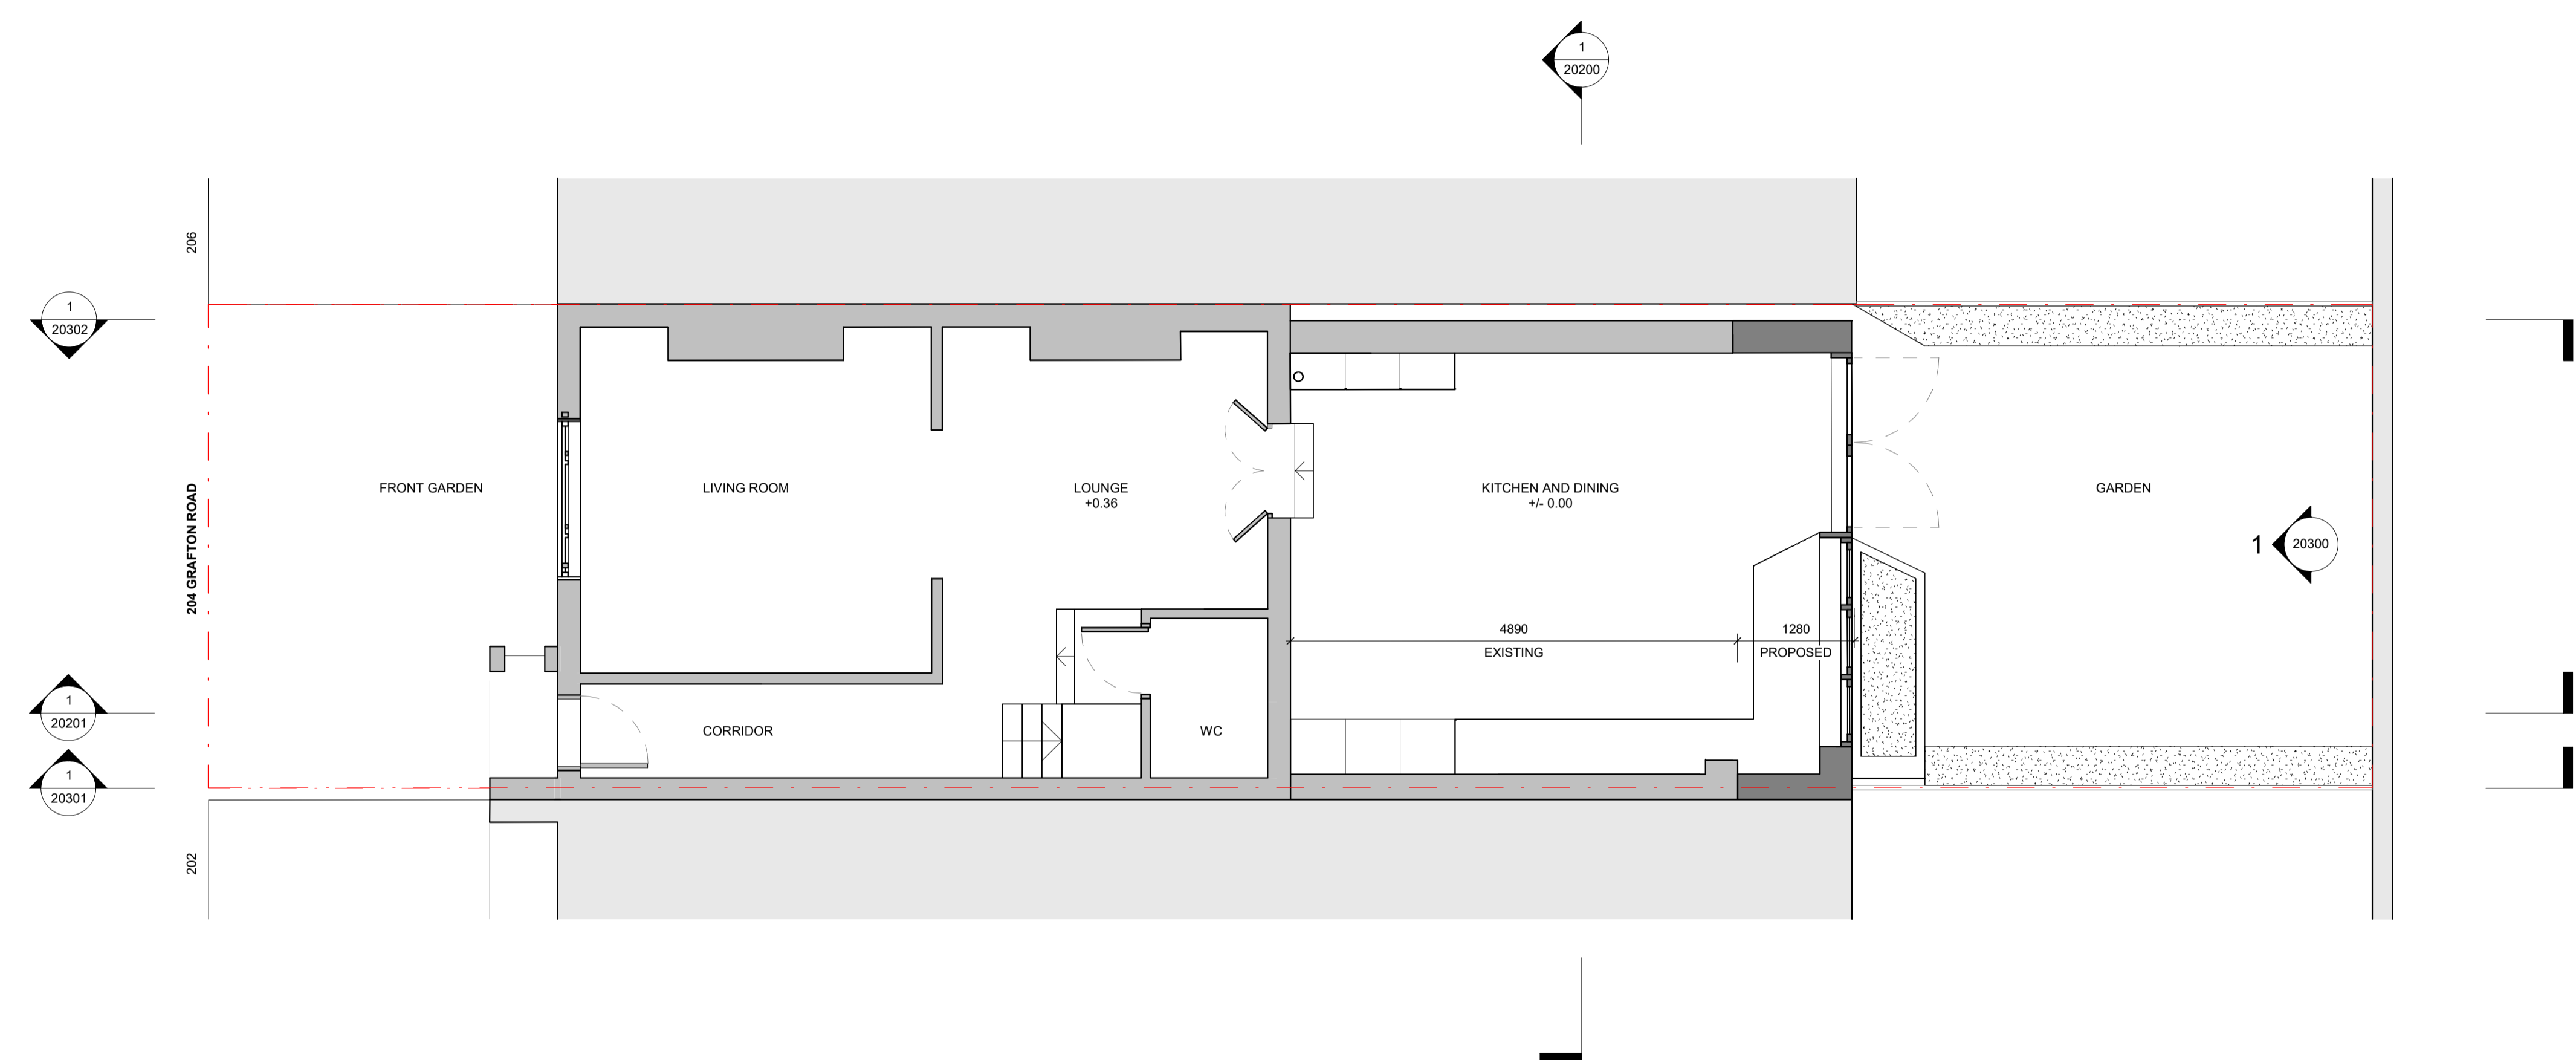 1
20200
206
1
20302
204 GRAFTON ROAD
FRONT GARDEN
LIVING ROOM
LOUNGE
+0.36
KITCHEN AND DINING
+/- 0.00
GARDEN
1
20300
4890
1280
EXISTING
PROPOSED
1
20201
CORRIDOR
WC
1
20301
202